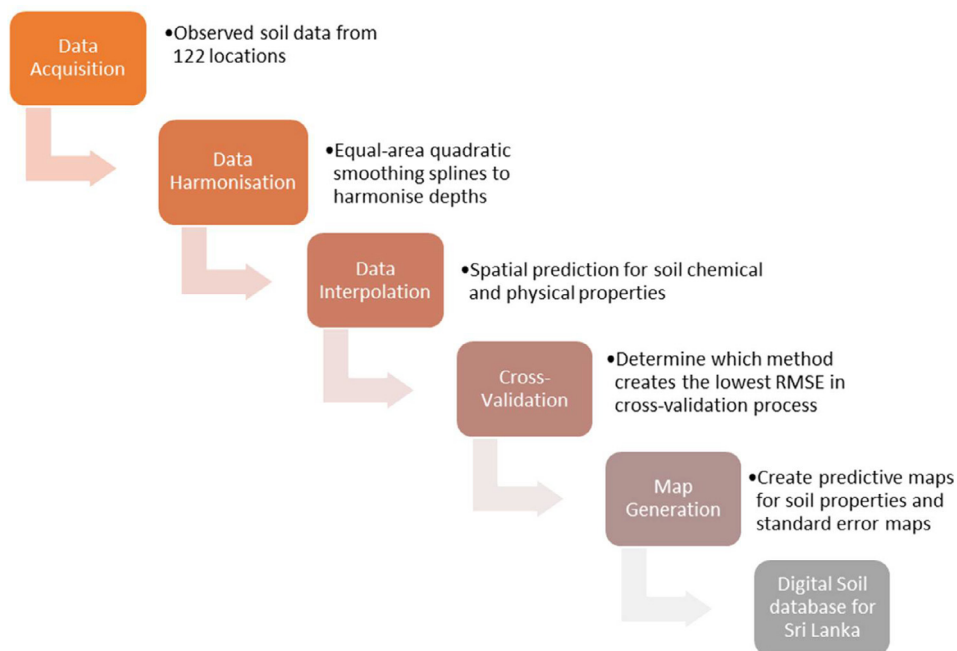 Data
Acquisition
•Observed soil data from
122 locations
Data
Harmonisation
•Equal-area quadratic
smoothing splines to
harmonise depths
Data
Interpolation
•Spatial prediction for soil chemical
and physical properties
Cross-
Validation
•Determine which method
creates the lowest RMSE in
cross-validation process
Map
Generation
•Create predictive maps
for soil properties and
standard error maps
Digital Soil
database for
Sri Lanka